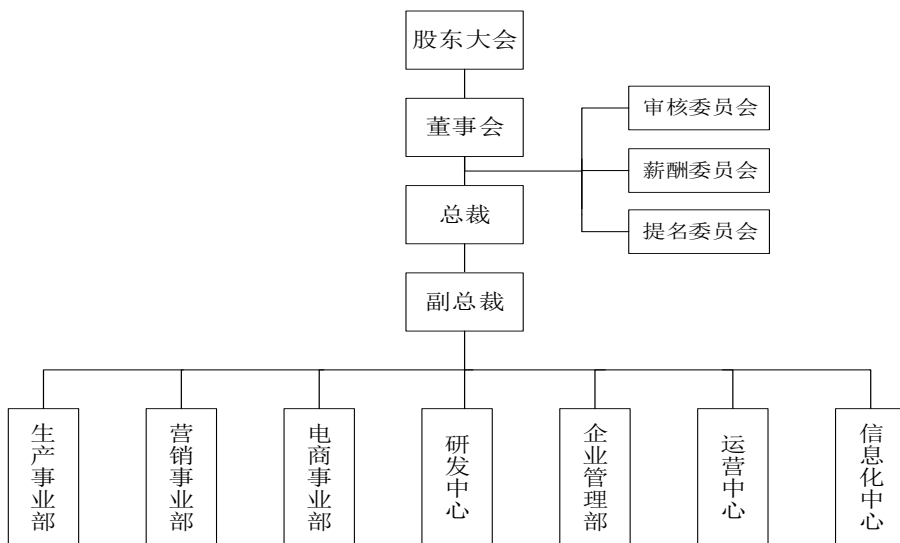 股东大会
董事会
审核委员会
薪酬委员会
总裁
提名委员会
副总裁
生产事业部
营销事业部
电商事业部
研发中心
企业管理部
运营中心
信息化中心